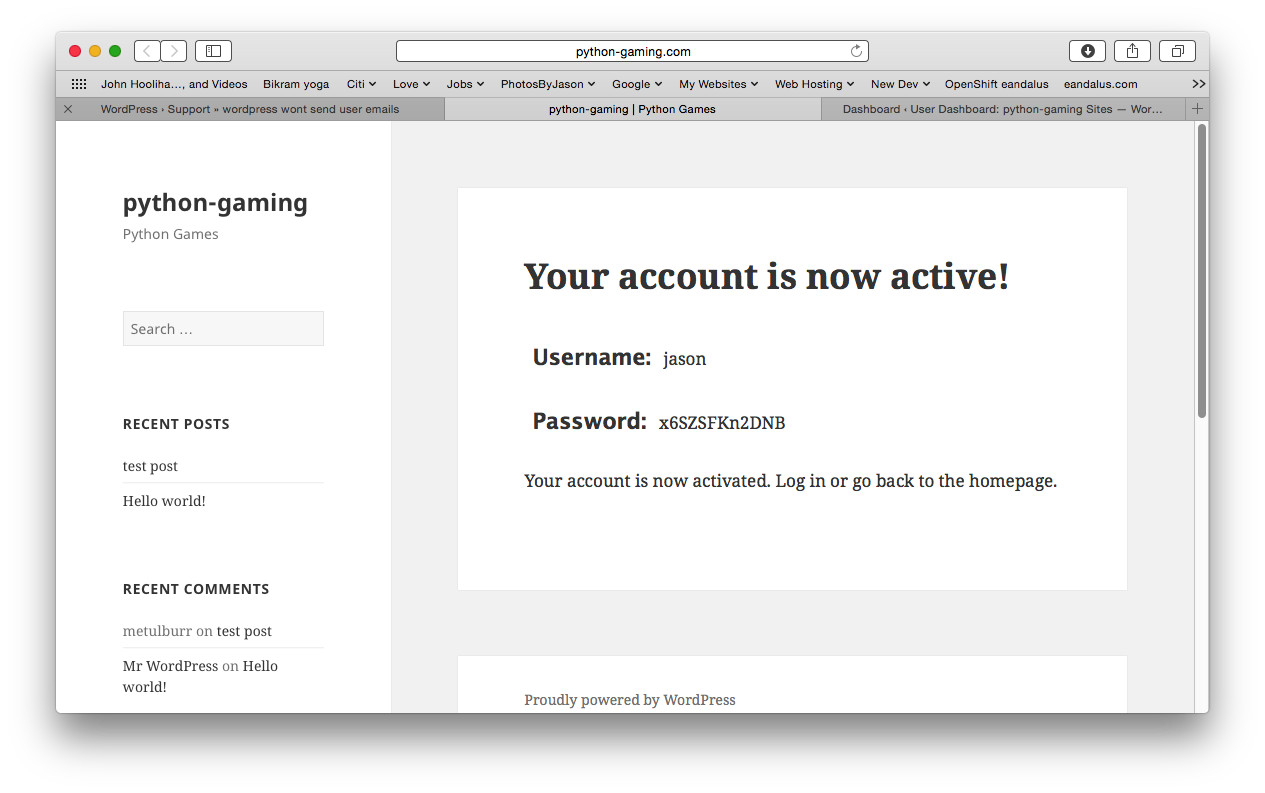 python-gaming.com
John Hooliha..., and Videos Bikram yoga Citi Love Jobs PhotosByJason Google My Websites Web Hosting New Dev OpenShift eandalus eandalus.com >>
WordPress › Support » wordpress wont send user emails python-gaming | Python Games Dashboard ‹ User Dashboard: python-gaming Sites — Wor...
python-gaming
Python Games
Search ...
RECENT POSTS
test post
Hello world!
RECENT COMMENTS
metulburr on test post
Mr WordPress on Hello
world!
Your account is now active!
Username: jason
Password: x6SZSFKn2DNB
Your account is now activated. Log in or go back to the homepage.
Proudly powered by WordPress